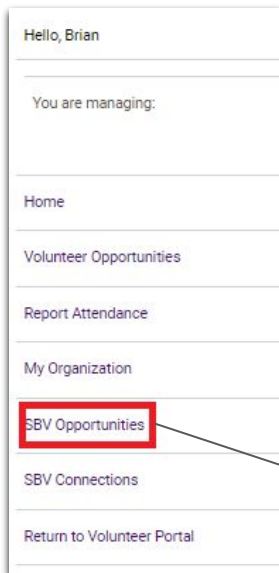 Hello, Brian
You are managing:
Home
Volunteer Opportunities
Report Attendance
My Organization
SBV Opportunities
SBV Connections
Return to Volunteer Portal